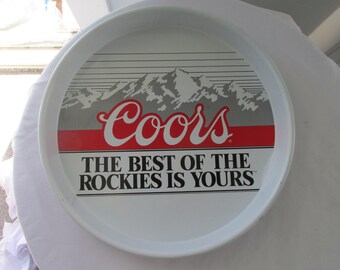 Coors
THE BEST OF THE
ROCKIES IS YOURS